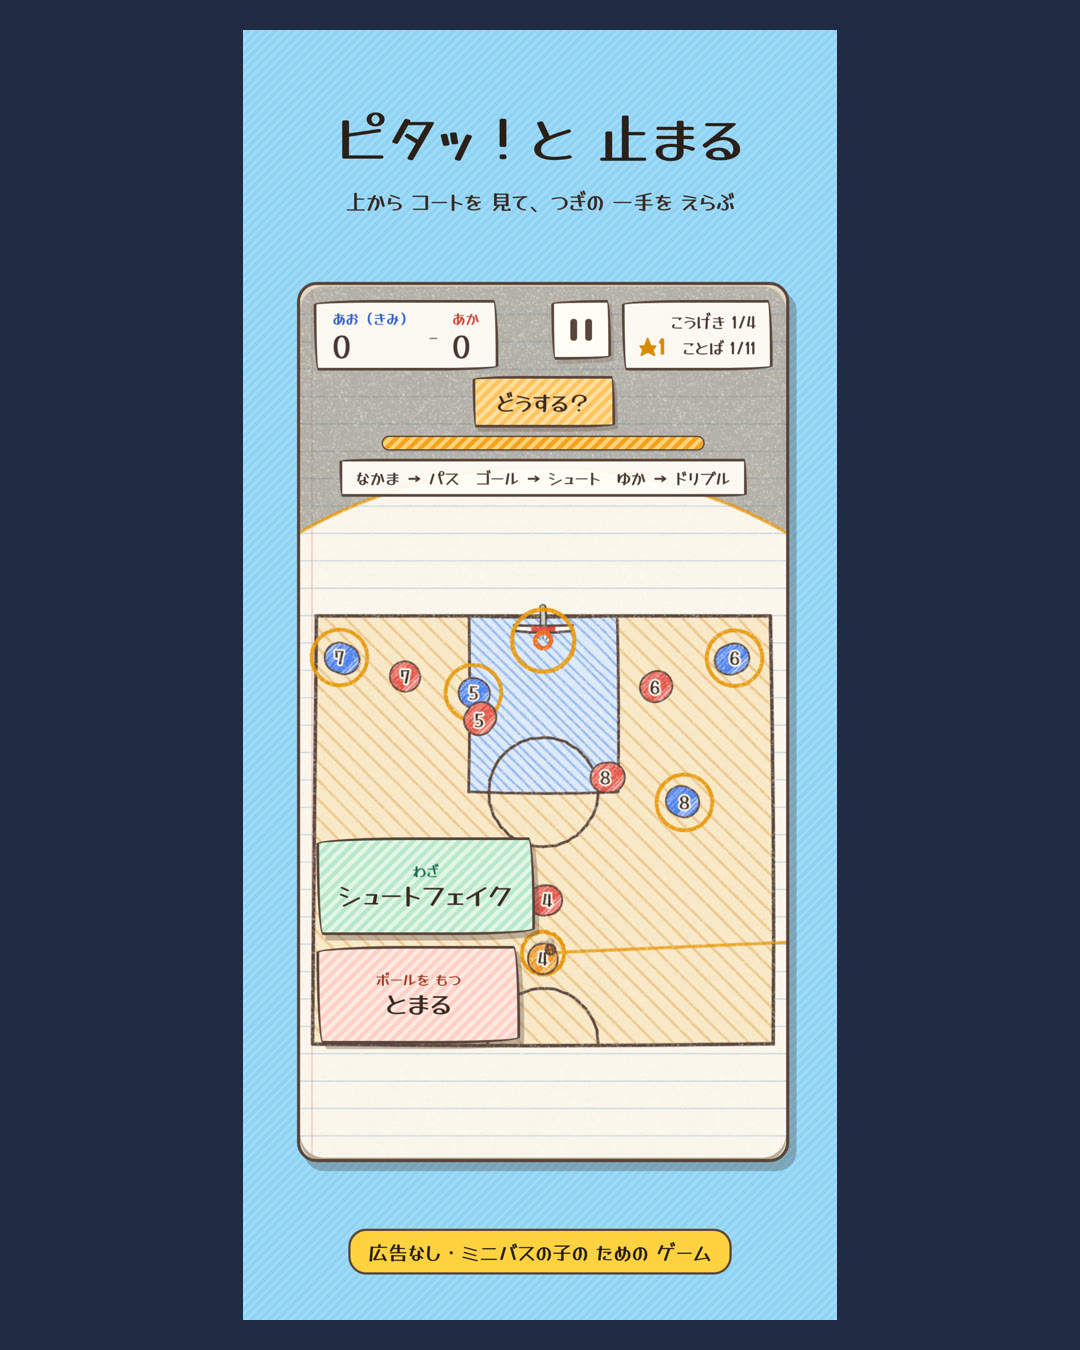 ピタッ！と 止まる
上から コートを 見て、つぎの 一手を えらぶ
あお（きみ） あか
0 - 0
こうげき 1/4
★1 ことば 1/11
どうする？
なかま → パス ゴール → シュート ゆか → ドリブル
7
6
7
5
6
5
8
8
わざ
シュートフェイク
4
4
ボールを もつ
とまる
広告なし・ミニバスの子の ための ゲーム